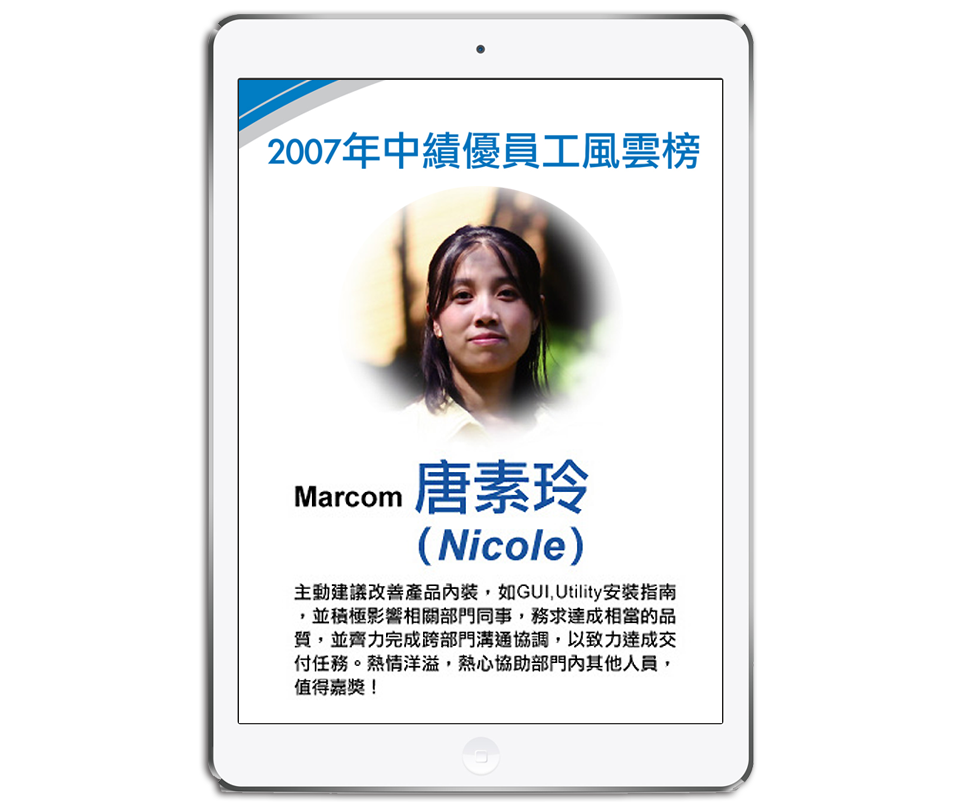 2007年中績優員工風雲榜
Marcom 唐素玲
(Nicole)
主動建議改善產品內裝，如GUI,Utility安裝指南
，並積極影響相關部門同事，務求達成相當的品
質，並齊力完成跨部門溝通協調，以致力達成交
付任務。熱情洋溢，熱心協助部門內其他人員，
值得嘉獎！